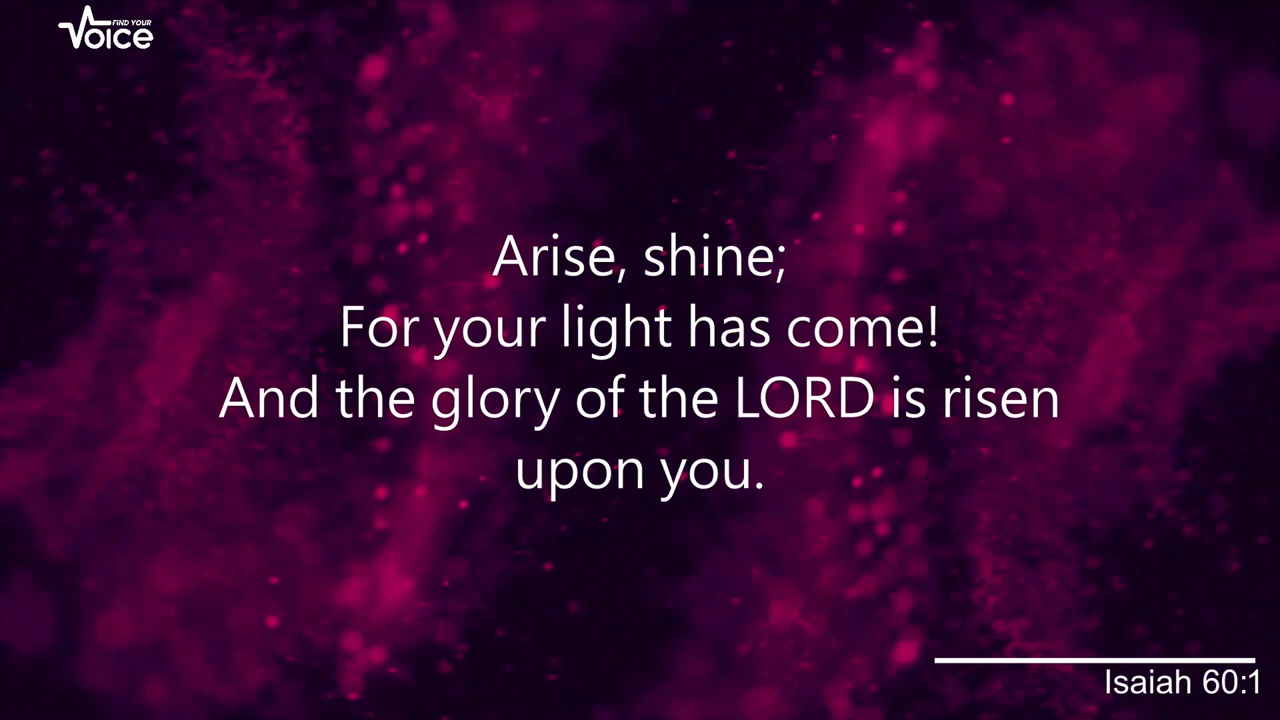 FIND YOUR
Voice
Arise, shine;
For your light has come!
And the glory of the LORD is risen
upon you.
Isaiah 60:1